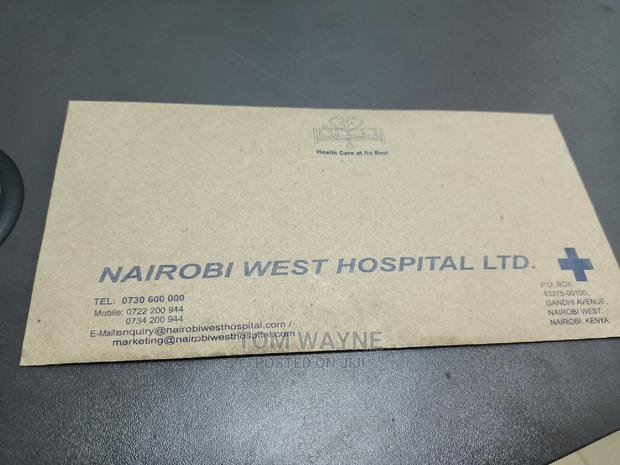 Health Care at Its Best
NAIROBI WEST HOSPITAL LTD.
TEL: 0730 600 000
Mobile: 0722 200 944
0734 200 944
E-Mail:enquiry@nairobiwesthospital.com /
marketing@nairobiwesthospital.com
P.O. BOX:
43375-00100,
GANDHI AVENUE,
NAIROBI WEST,
NAIROBI, KENYA
TOM WAYNE
POSTED ON JIJI